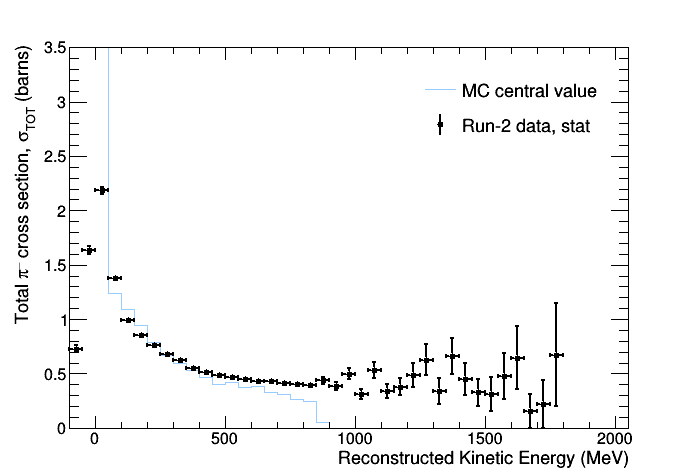 3.5
3
2.5
2
1.5
1
0.5
0
Total π⁻ cross section, σ_TOT (barns)
MC central value
Run-2 data, stat
0 500 1000 1500 2000
Reconstructed Kinetic Energy (MeV)